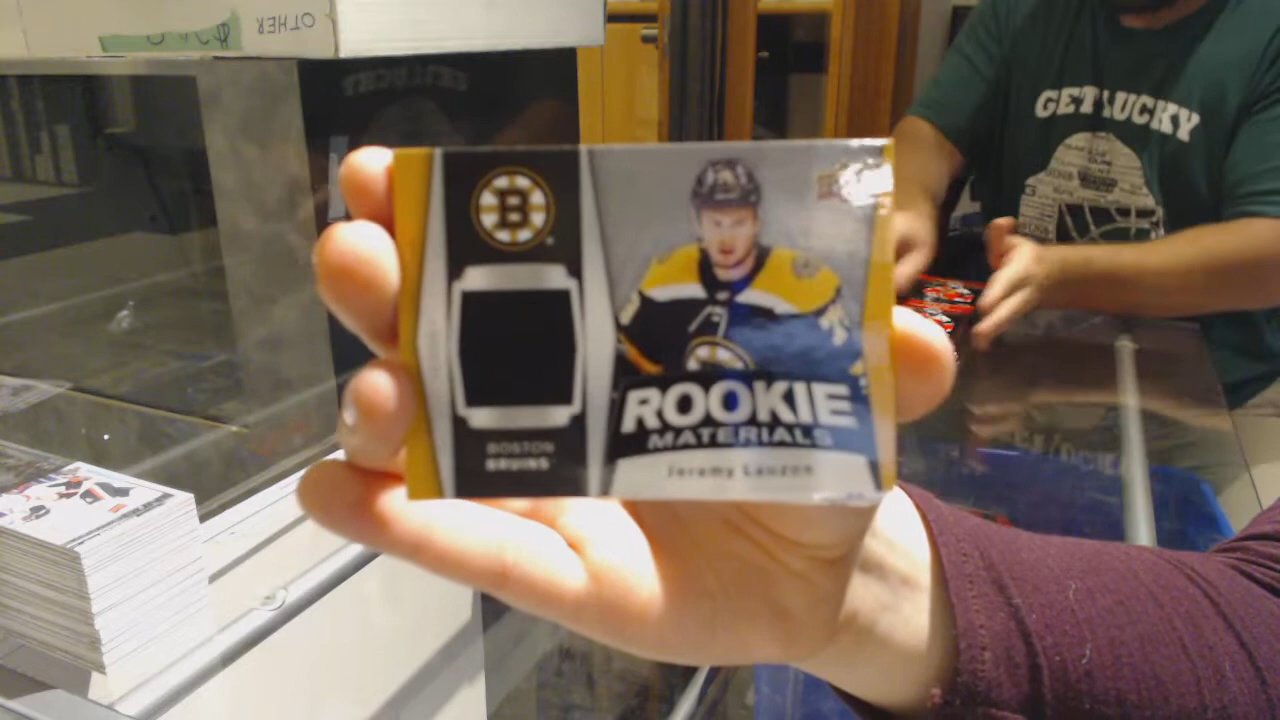 OTHER
GET LUCKY
B
ROOKIE
MATERIALS
Jeremy Lauzon
BOSTON
BRUINS